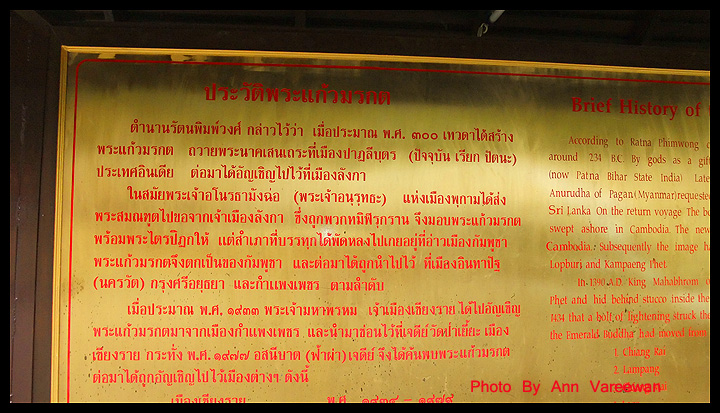 ประวัติพระแก้วมรกต
ตำนานรัตนพิมพ์วงศ์ กล่าวไว้ว่า เมื่อประมาณ พ.ศ. ๓๐๐ เทวดาได้สร้าง
พระแก้วมรกต ถวายพระนาคเสนเถระที่เมืองปาฏลีบุตร (ปัจจุบัน เรียก ปัตนะ)
ประเทศอินเดีย ต่อมาได้อัญเชิญไปไว้ที่เมืองลังกา
ในสมัยพระเจ้าอโนรธามังฉ่อ (พระเจ้าอนุรุทธะ) แห่งเมืองพุกามได้ส่ง
พระสมณทูตไปขอจากเจ้าเมืองลังกา ซึ่งถูกพวกทมิฬรุกราน จึงมอบพระแก้วมรกต
พร้อมพระไตรปิฎกให้ แต่สำเภาที่บรรทุกได้พัดหลงไปเกยอยู่ที่อ่าวเมืองกัมพูชา
พระแก้วมรกตจึงตกเป็นของกัมพูชา และต่อมาได้ถูกนำไปไว้ ที่เมืองอินทาปัฐ
(นครวัด) กรุงศรีอยุธยา และกำแพงเพชร ตามลำดับ
เมื่อประมาณ พ.ศ. ๑๙๓๓ พระเจ้ามหาพรหม เจ้าเมืองเชียงราย ได้ไปอัญเชิญ
พระแก้วมรกตมาจากเมืองกำแพงเพชร และนำมาซ่อนไว้ที่เจดีย์ วัดป่าเยี้ยะ เมือง
เชียงราย กระทั่ง พ.ศ. ๑๙๗๗ อสนีบาต (ฟ้าผ่า) เจดีย์ จึงได้ค้นพบพระแก้วมรกต
ต่อมาได้ถูกอัญเชิญไปไว้เมืองต่างๆ ดังนี้
เมืองเชียงราย พ.ศ. ๑๙๓๔ – ๑๙๗๙
Brief History of
According to Ratna Phimwong
around 234 B.C. By gods as a gift
(now Patna Bihar State India) Late
Anurudha of Pagan (Myanmar) requested
Sri Lanka On the return voyage The bo
swept ashore in Cambodia. The new
Cambodia. Subsequently the image ha
Lopburi and Kampaeng Phet.
In 1390 A.D. King Mahabhrom of
Phet and hid behind stucco inside the
1434 that a bolt of lightening struck the
the Emerald Buddha had moved from
1. Chiang Rai
2. Lampang
Photo By Ann Vareewan